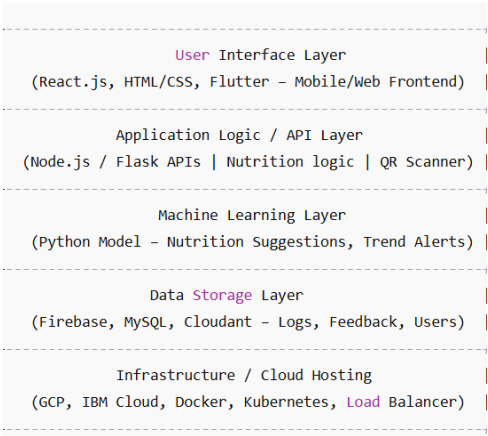 User Interface Layer
(React.js, HTML/CSS, Flutter – Mobile/Web Frontend)
Application Logic / API Layer
(Node.js / Flask APIs | Nutrition logic | QR Scanner)
Machine Learning Layer
(Python Model – Nutrition Suggestions, Trend Alerts)
Data Storage Layer
(Firebase, MySQL, Cloudant – Logs, Feedback, Users)
Infrastructure / Cloud Hosting
(GCP, IBM Cloud, Docker, Kubernetes, Load Balancer)